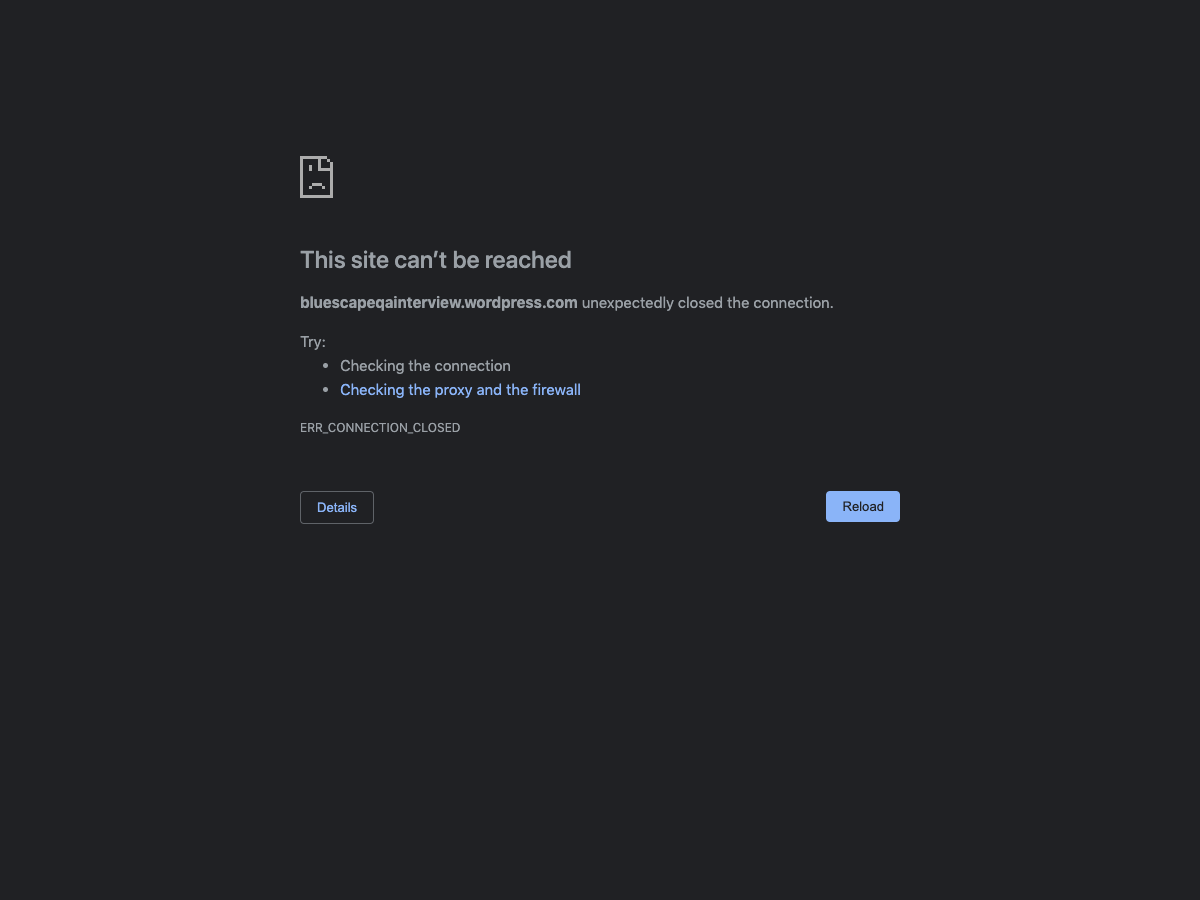 This site can’t be reached
bluescapeqainterview.wordpress.com unexpectedly closed the connection.
Try:
• Checking the connection
• Checking the proxy and the firewall
ERR_CONNECTION_CLOSED
Details
Reload